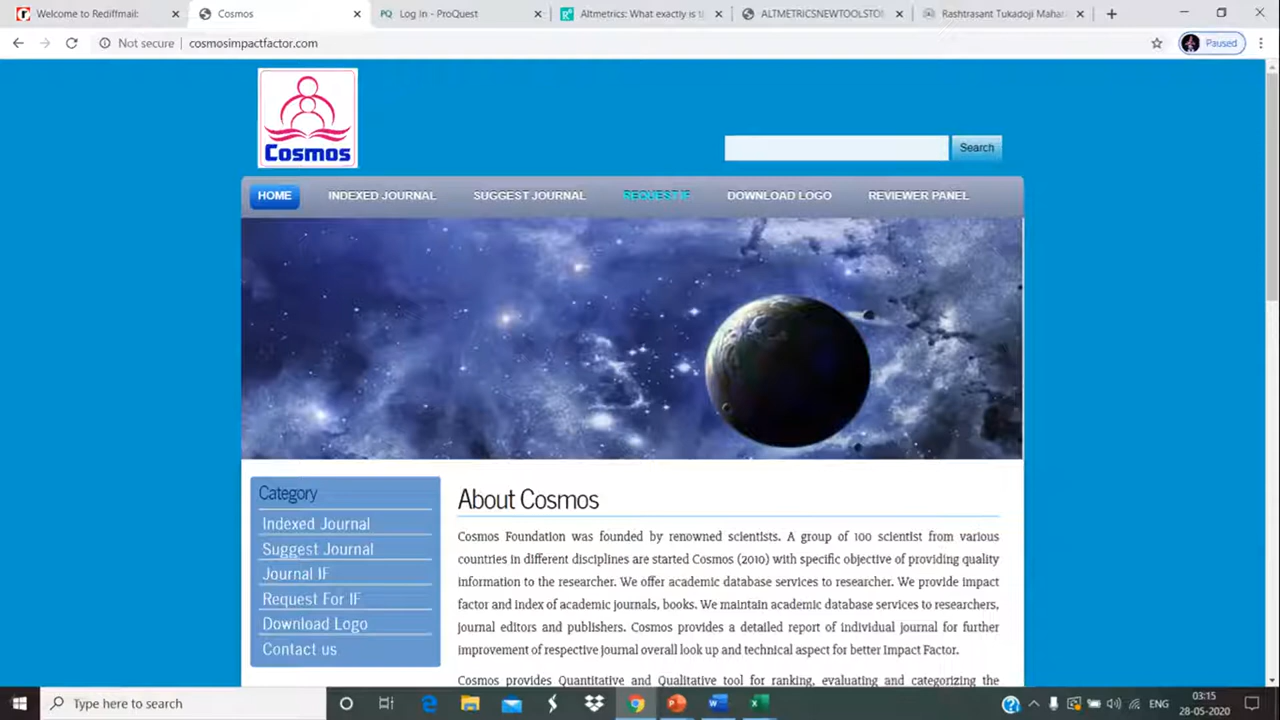 Welcome to Rediffmail:
Cosmos
PQ Log In - ProQuest
Altmetrics: What exactly is t
ALTMETRICSNEWTOOLSTO
Rashtrasant Tukadoji Maha
Not secure | cosmosimpactfactor.com
Paused
Cosmos
Search
HOME INDEXED JOURNAL SUGGEST JOURNAL REQUEST IF DOWNLOAD LOGO REVIEWER PANEL
Category
Indexed Journal
Suggest Journal
Journal IF
Request For IF
Download Logo
Contact us
About Cosmos
Cosmos Foundation was founded by renowned scientists. A group of 100 scientist from various
countries in different disciplines are started Cosmos (2010) with specific objective of providing quality
information to the researcher. We offer academic database services to researcher. We provide impact
factor and index of academic journals, books. We maintain academic database services to researchers,
journal editors and publishers. Cosmos provides a detailed report of individual journal for further
improvement of respective journal overall look up and technical aspect for better Impact Factor.
Cosmos provides Quantitative and Qualitative tool for ranking, evaluating and categorizing the
Type here to search
ENG
03:15
28-05-2020